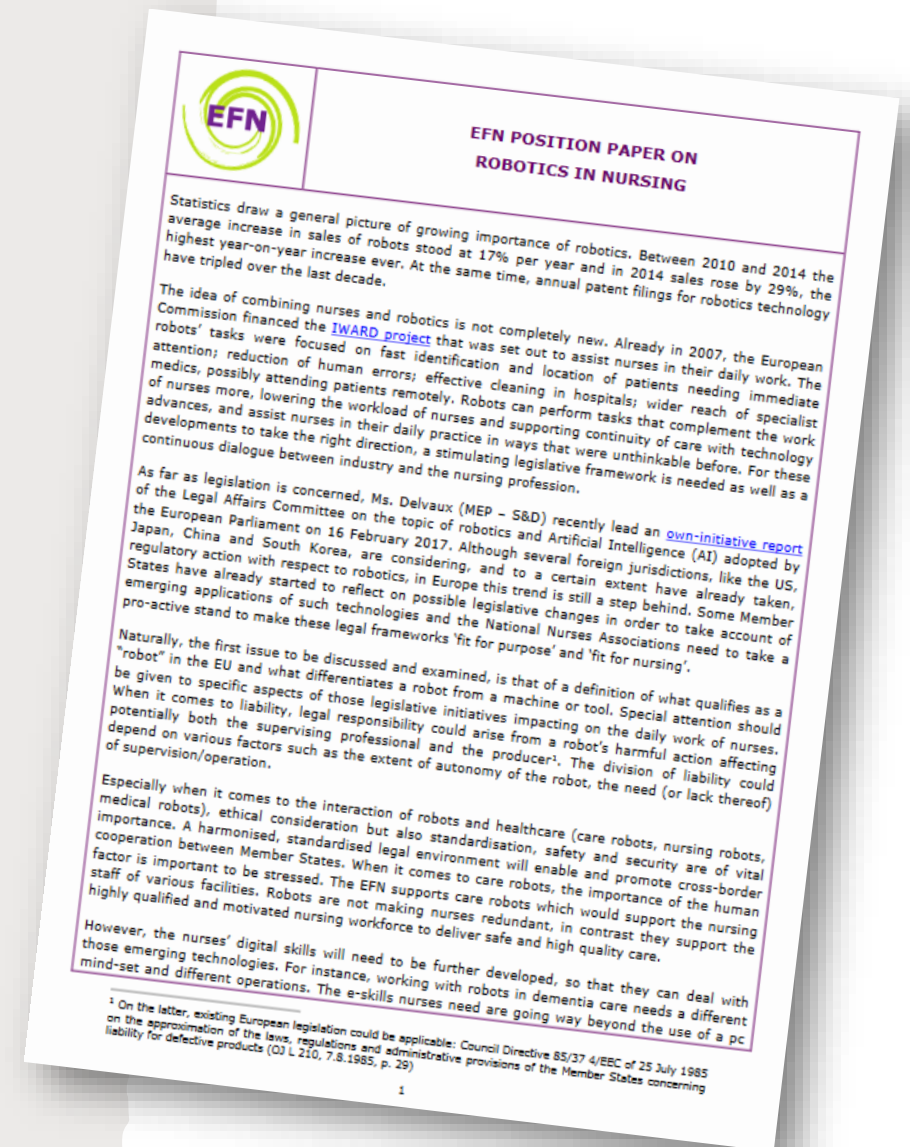 EFN
EFN POSITION PAPER ON
ROBOTICS IN NURSING
Statistics draw a general picture of growing importance of robotics. Between 2010 and 2014 the
average increase in sales of robots stood at 17% per year and in 2014 sales rose by 29%, the
highest year-on-year increase ever. At the same time, annual patent filings for robotics technology
have tripled over the last decade.
The idea of combining nurses and robotics is not completely new. Already in 2007, the European
Commission financed the IWARD project that was set out to assist nurses in their daily work. The
robots' tasks were focused on fast identification and location of patients needing immediate
attention; reduction of human errors; effective cleaning in hospitals; wider reach of specialist
medics, possibly attending patients remotely. Robots can perform tasks that complement the work
of nurses more, lowering the workload of nurses and supporting continuity of care with technology
advances, and assist nurses in their daily practice in ways that were unthinkable before. For these
developments to take the right direction, a stimulating legislative framework is needed as well as a
continuous dialogue between industry and the nursing profession.
As far as legislation is concerned, Ms. Delvaux (MEP – S&D) recently lead an own-initiative report
of the Legal Affairs Committee on the topic of robotics and Artificial Intelligence (AI) adopted by
the European Parliament on 16 February 2017. Although several foreign jurisdictions, like the US,
Japan, China and South Korea, are considering, and to a certain extent have already taken,
regulatory action with respect to robotics, in Europe this trend is still a step behind. Some Member
States have already started to reflect on possible legislative changes in order to take account of
emerging applications of such technologies and the National Nurses Associations need to take a
pro-active stand to make these legal frameworks 'fit for purpose' and 'fit for nursing'.
Naturally, the first issue to be discussed and examined, is that of a definition of what qualifies as a
"robot" in the EU and what differentiates a robot from a machine or tool. Special attention should
be given to specific aspects of those legislative initiatives impacting on the daily work of nurses.
When it comes to liability, legal responsibility could arise from a robot's harmful action affecting
potentially both the supervising professional and the producer¹. The division of liability could
depend on various factors such as the extent of autonomy of the robot, the need (or lack thereof)
of supervision/operation.
Especially when it comes to the interaction of robots and healthcare (care robots, nursing robots,
medical robots), ethical consideration but also standardisation, safety and security are of vital
importance. A harmonised, standardised legal environment will enable and promote cross-border
cooperation between Member States. When it comes to care robots, the importance of the human
factor is important to be stressed. The EFN supports care robots which would support the nursing
staff of various facilities. Robots are not making nurses redundant, in contrast they support the
highly qualified and motivated nursing workforce to deliver safe and high quality care.
However, the nurses' digital skills will need to be further developed, so that they can deal with
those emerging technologies. For instance, working with robots in dementia care needs a different
mind-set and different operations. The e-skills nurses need are going way beyond the use of a pc
¹ On the latter, existing European legislation could be applicable: Council Directive 85/37 4/EEC of 25 July 1985
on the approximation of the laws, regulations and administrative provisions of the Member States concerning
liability for defective products (OJ L 210, 7.8.1985, p. 29)
1